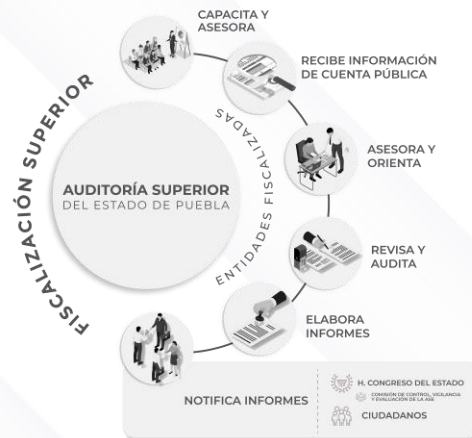 CAPACITA Y
ASESORA
RECIBE INFORMACIÓN
DE CUENTA PÚBLICA
ASESORA Y
ORIENTA
REVISA Y
AUDITA
ELABORA
INFORMES
FISCALIZACIÓN SUPERIOR
AUDITORÍA SUPERIOR
DEL ESTADO DE PUEBLA
ENTIDADES FISCALIZADAS
NOTIFICA INFORMES
H. CONGRESO DEL ESTADO
COMISIÓN DE CONTROL, VIGILANCIA
Y EVALUACIÓN DE LA ASE
CIUDADANOS